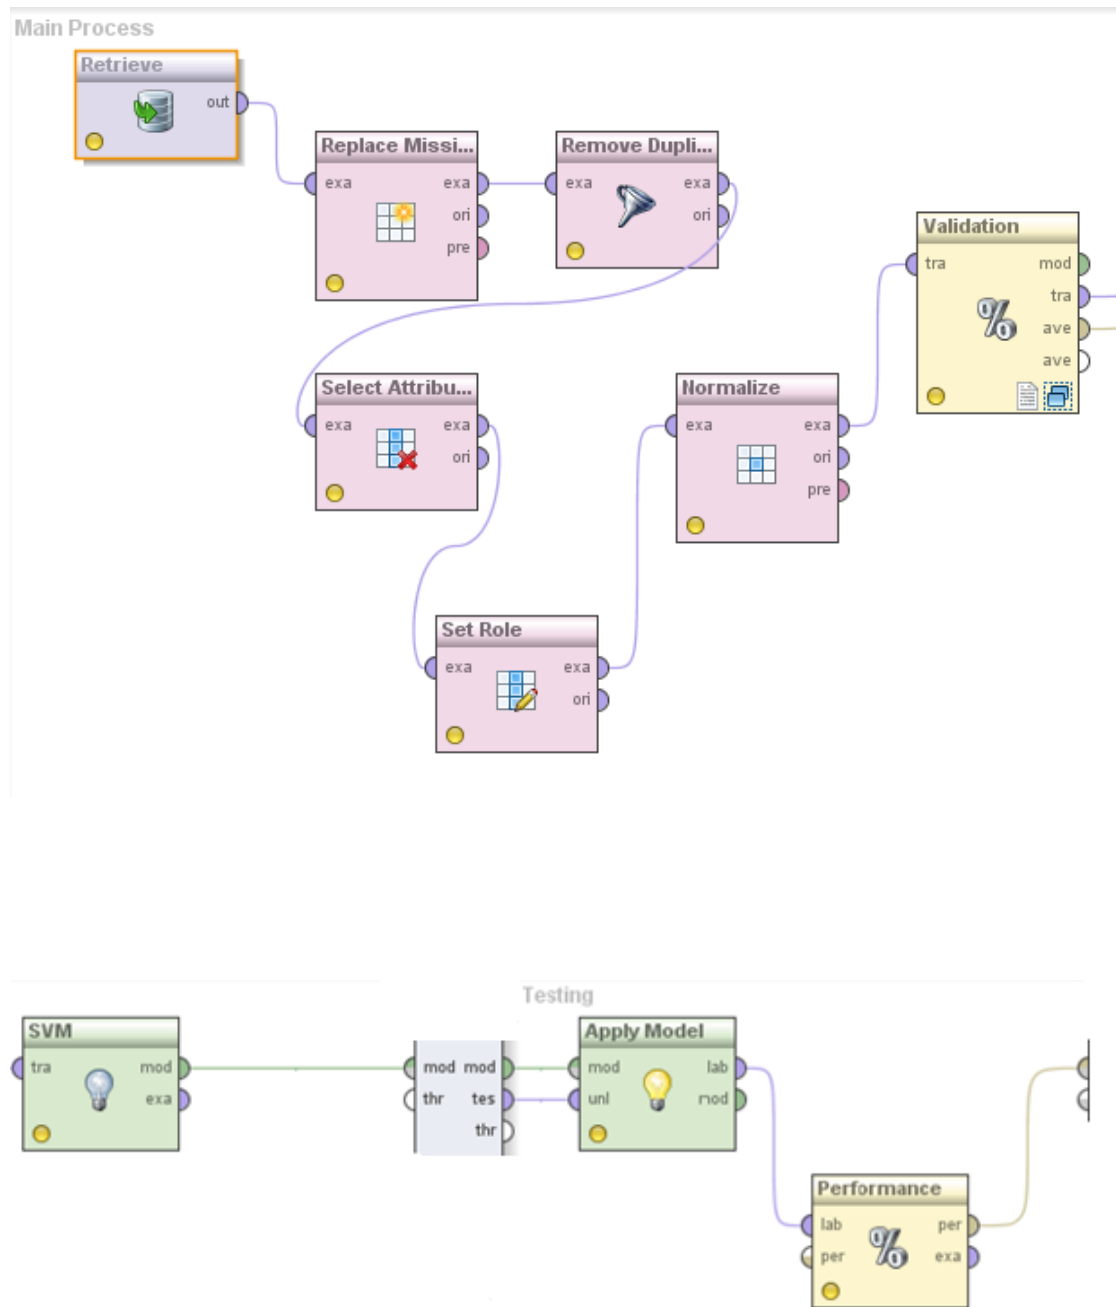 Main Process
Retrieve
out
Replace Missi...
exa exa
ori
pre
Remove Dupli...
exa exa
ori
Validation
tra mod
tra
ave
ave
Select Attribu...
exa exa
ori
Normalize
exa exa
ori
pre
Set Role
exa exa
ori
Testing
SVM
tra mod
exa
mod mod
thr tes
thr
Apply Model
mod lab
unl mod
Performance
lab per
per exa